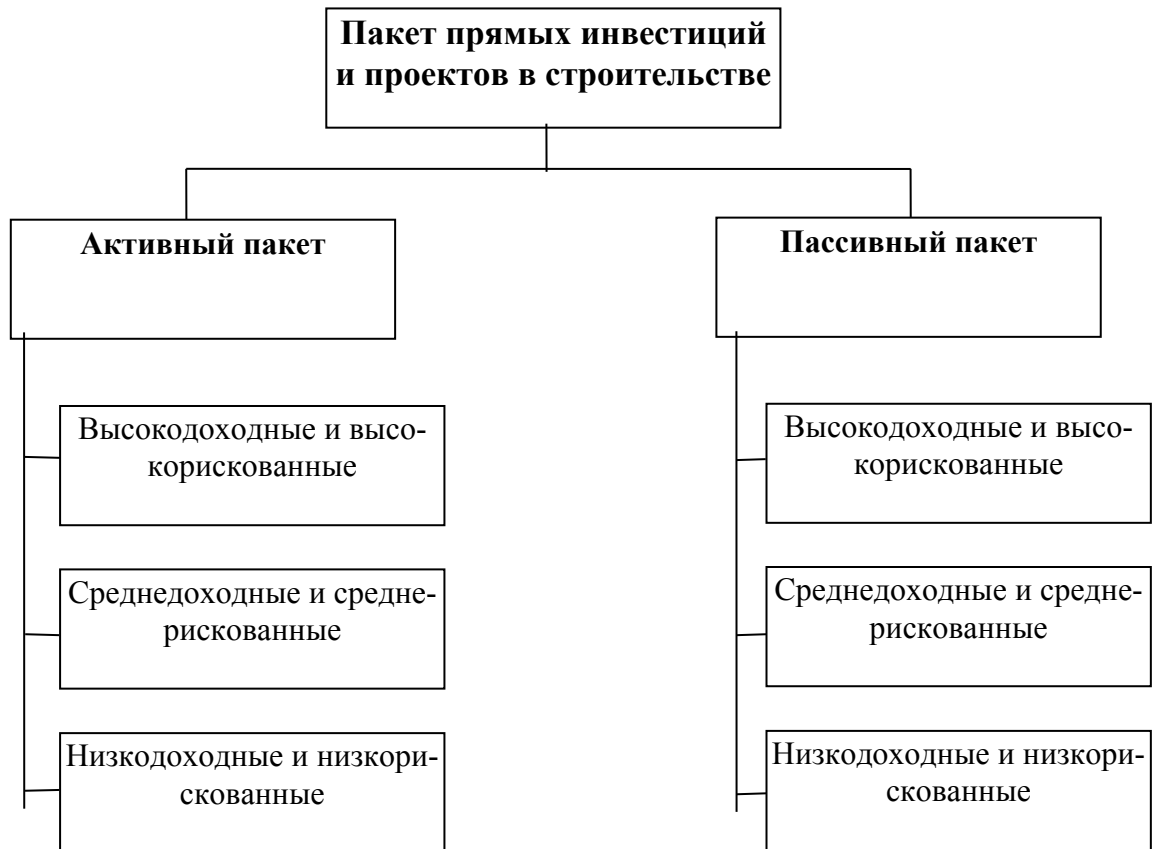 Пакет прямых инвестиций
и проектов в строительстве
Активный пакет
Высокодоходные и высо-
корискованные
Среднедоходные и средне-
рискованные
Низкодоходные и низкори-
скованные
Пассивный пакет
Высокодоходные и высо-
корискованные
Среднедоходные и средне-
рискованные
Низкодоходные и низкори-
скованные